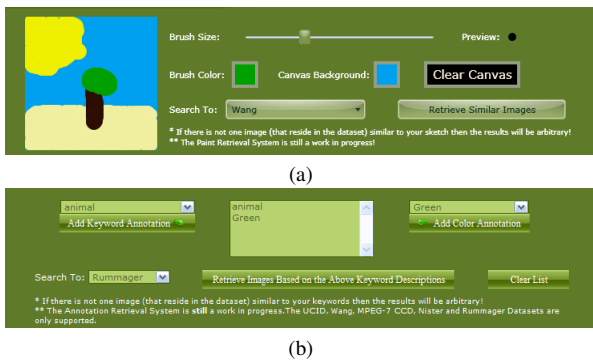 Brush Size: Preview:
Brush Color: Canvas Background: Clear Canvas
Search To: Wang Retrieve Similar Images
* If there is not one image (that reside in the dataset) similar to your sketch then the results will be arbitrary!
** The Paint Retrieval System is still a work in progress!
(a)
animal animal Green
Add Keyword Annotation Green Add Color Annotation
Search To: Rummager Retrieve Images Based on the Above Keyword Descriptions Clear List
* If there is not one image (that reside in the dataset) similar to your keywords then the results will be arbitrary!
** The Annotation Retrieval System is still a work in progress.The UCID, Wang, MPEG-7 CCD, Nister and Rummager Datasets are
only supported.
(b)